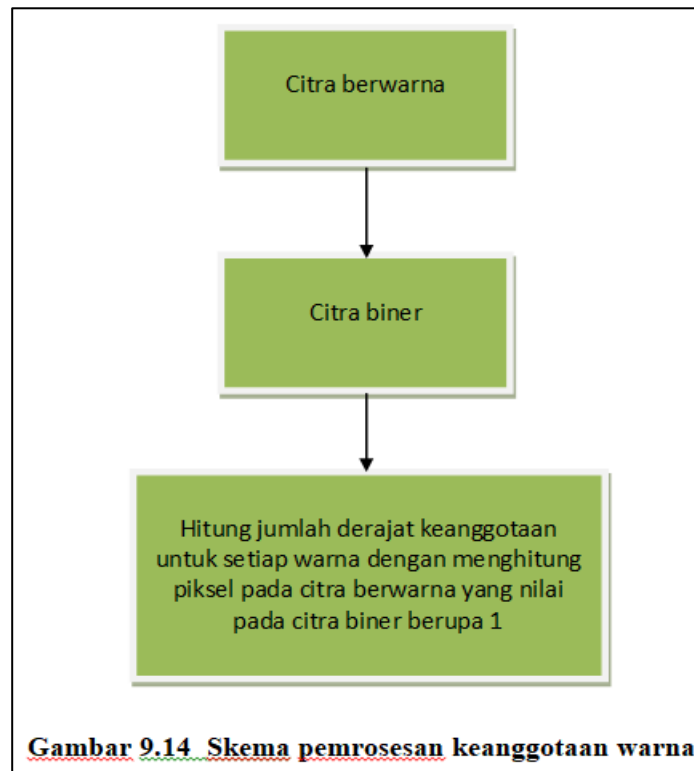 Citra berwarna
Citra biner
Hitung jumlah derajat keanggotaan
untuk setiap warna dengan menghitung
piksel pada citra berwarna yang nilai
pada citra biner berupa 1
Gambar 9.14 Skema pemrosesan keanggotaan warna